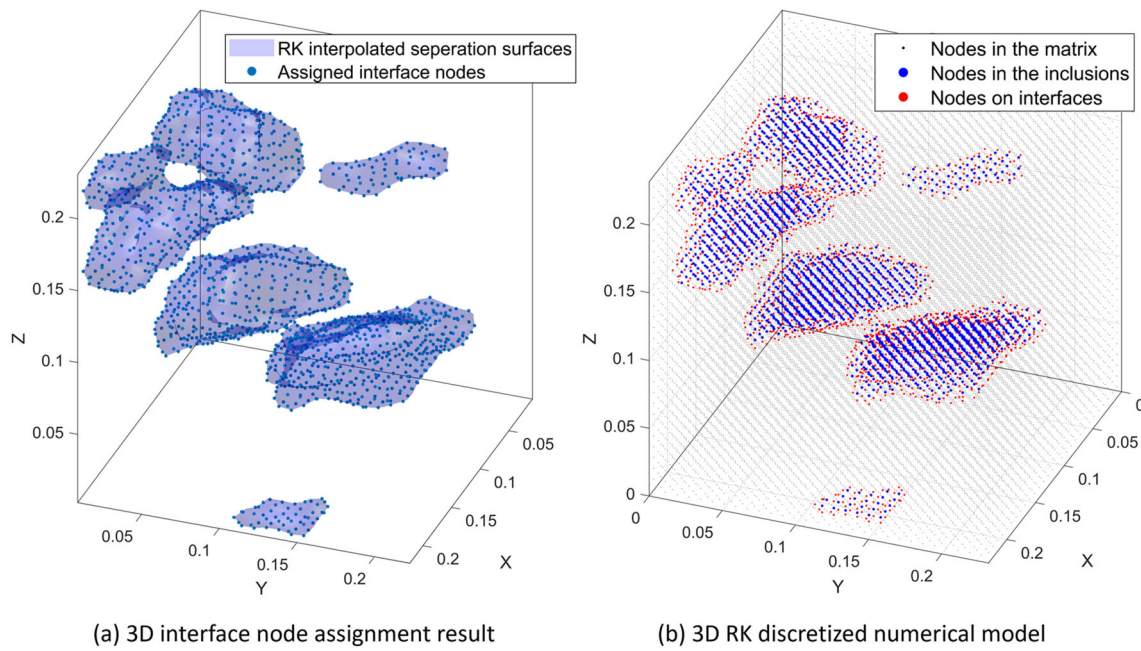 RK interpolated seperation surfaces
Assigned interface nodes
0.2
0.15
0.1
0.05
Z
0.05
0.1
0.15
0.2
Y
0.2
0.15
0.1
0.05
X
(a) 3D interface node assignment result
Nodes in the matrix
Nodes in the inclusions
Nodes on interfaces
0.2
0.15
0.1
0.05
0
Z
0
0.05
0.1
0.15
0.2
Y
0.2
0.15
0.1
0.05
0
X
(b) 3D RK discretized numerical model